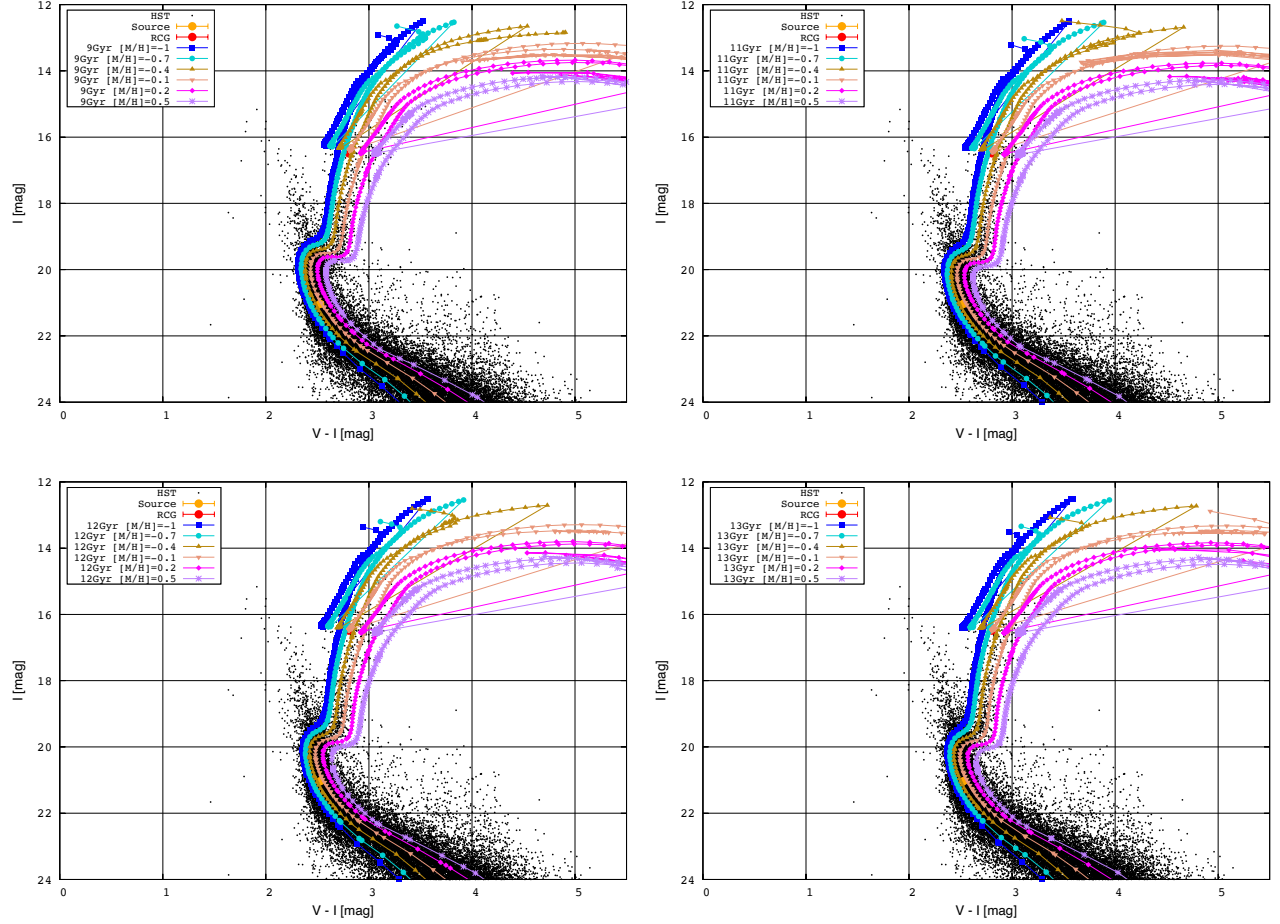 12
14
16
18
20
22
24
I [mag]
HST
Source
RCG
9Gyr [M/H]=-1
9Gyr [M/H]=-0.7
9Gyr [M/H]=-0.4
9Gyr [M/H]=-0.1
9Gyr [M/H]=0.2
9Gyr [M/H]=0.5
0 1 2 3 4 5
V - I [mag]
12
14
16
18
20
22
24
I [mag]
HST
Source
RCG
11Gyr [M/H]=-1
11Gyr [M/H]=-0.7
11Gyr [M/H]=-0.4
11Gyr [M/H]=-0.1
11Gyr [M/H]=0.2
11Gyr [M/H]=0.5
0 1 2 3 4 5
V - I [mag]
12
14
16
18
20
22
24
I [mag]
HST
Source
RCG
12Gyr [M/H]=-1
12Gyr [M/H]=-0.7
12Gyr [M/H]=-0.4
12Gyr [M/H]=-0.1
12Gyr [M/H]=0.2
12Gyr [M/H]=0.5
0 1 2 3 4 5
V - I [mag]
12
14
16
18
20
22
24
I [mag]
HST
Source
RCG
13Gyr [M/H]=-1
13Gyr [M/H]=-0.7
13Gyr [M/H]=-0.4
13Gyr [M/H]=-0.1
13Gyr [M/H]=0.2
13Gyr [M/H]=0.5
0 1 2 3 4 5
V - I [mag]